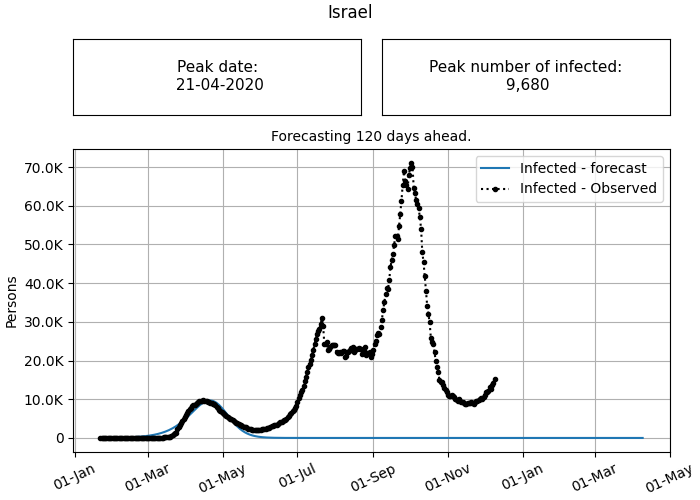 Israel
Peak date:
21-04-2020
Peak number of infected:
9,680
Forecasting 120 days ahead.
Infected - forecast
Infected - Observed
70.0K
60.0K
50.0K
40.0K
30.0K
20.0K
10.0K
0
Persons
01-Jan
01-Mar
01-May
01-Jul
01-Sep
01-Nov
01-Jan
01-Mar
01-May